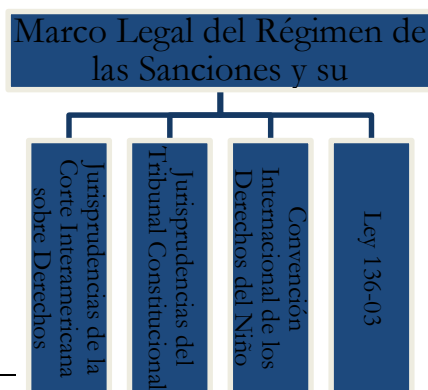 Marco Legal del Régimen de
las Sanciones y su
Jurisprudencias de la
Corte Interamericana
sobre Derechos
Jurisprudencias del
Tribunal Constitucional
Convención
Internacional de los
Derechos del Niño
Ley 136-03